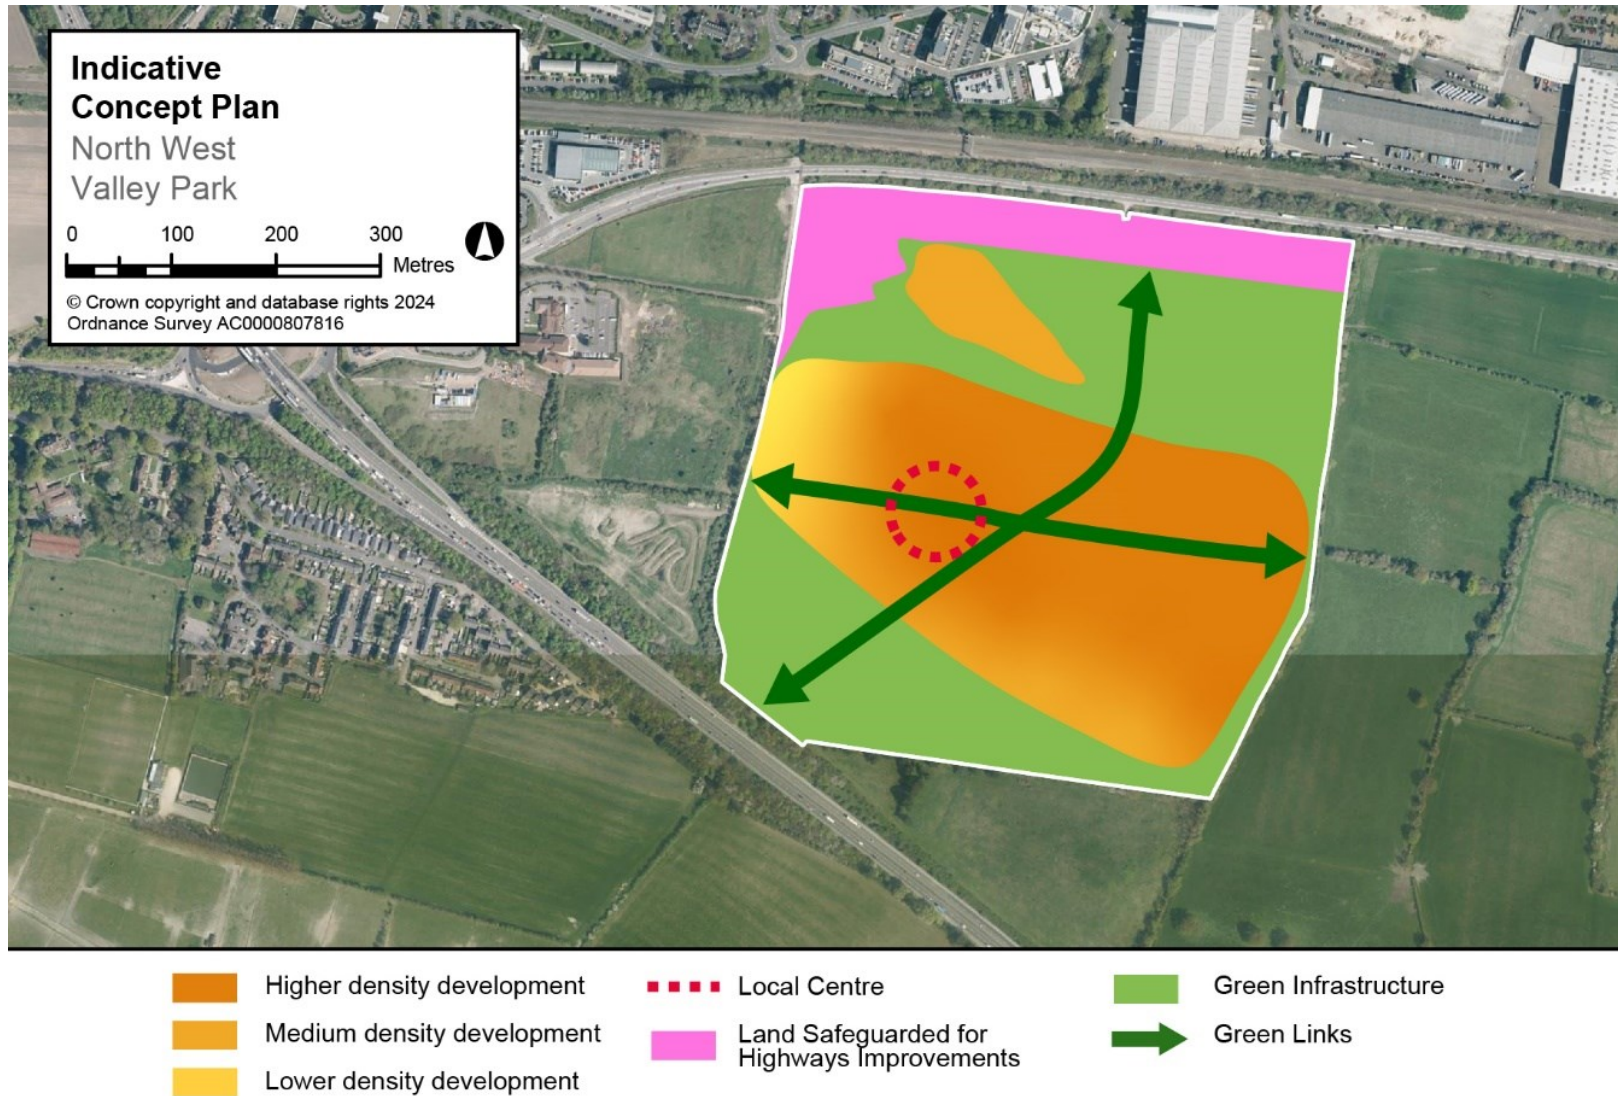 Indicative
Concept Plan
North West
Valley Park
0 100 200 300
Metres
© Crown copyright and database rights 2024
Ordnance Survey AC0000807816
Higher density development
Medium density development
Lower density development
Local Centre
Land Safeguarded for
Highways Improvements
Green Infrastructure
Green Links